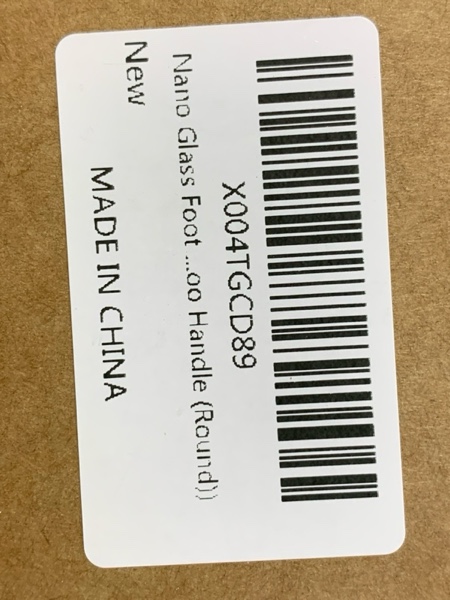 X004TGCD89
Nano Glass Foot ...oo Handle (Round))
New
MADE IN CHINA